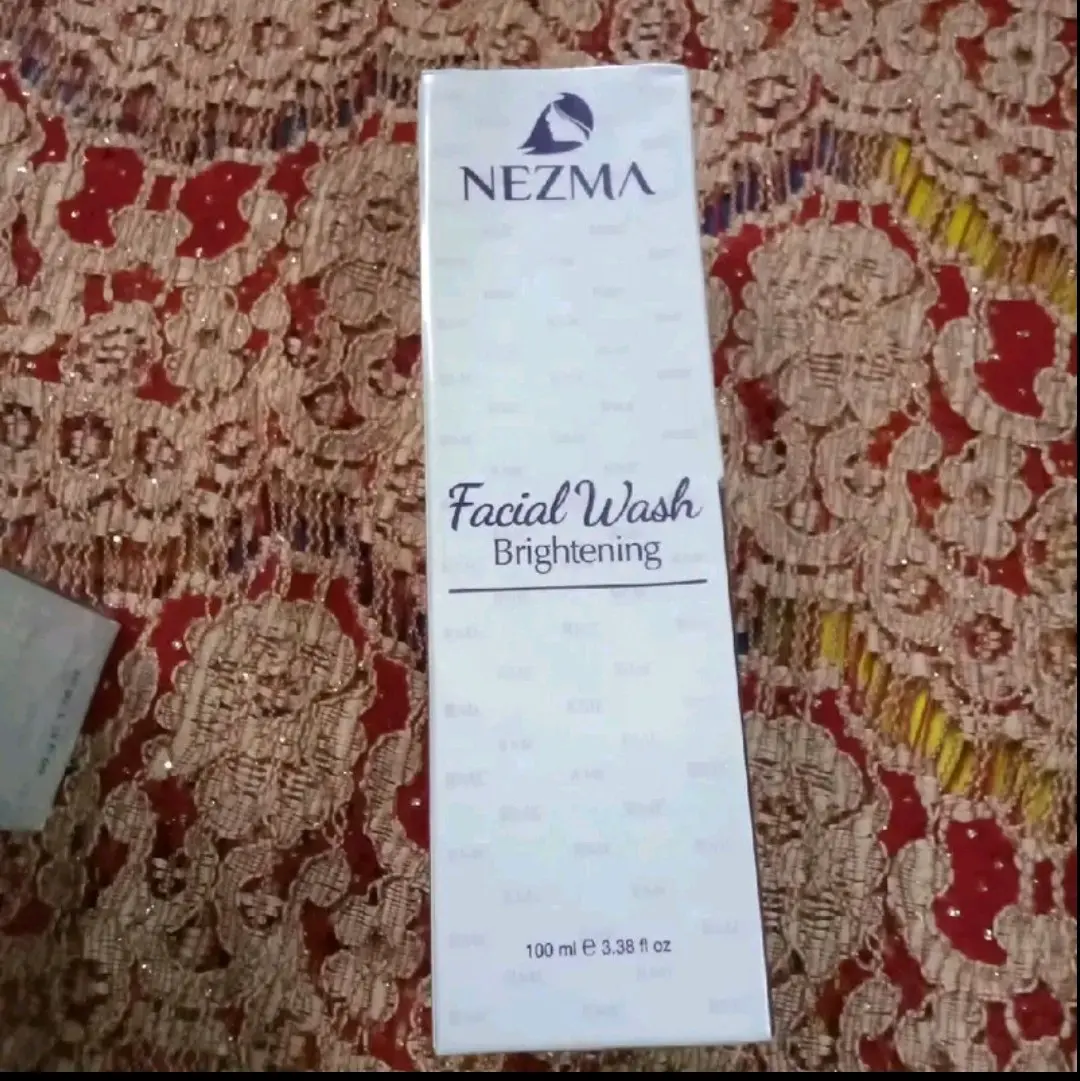 NEZMA
Facial Wash
Brightening
100 ml ℮ 3.38 fl oz